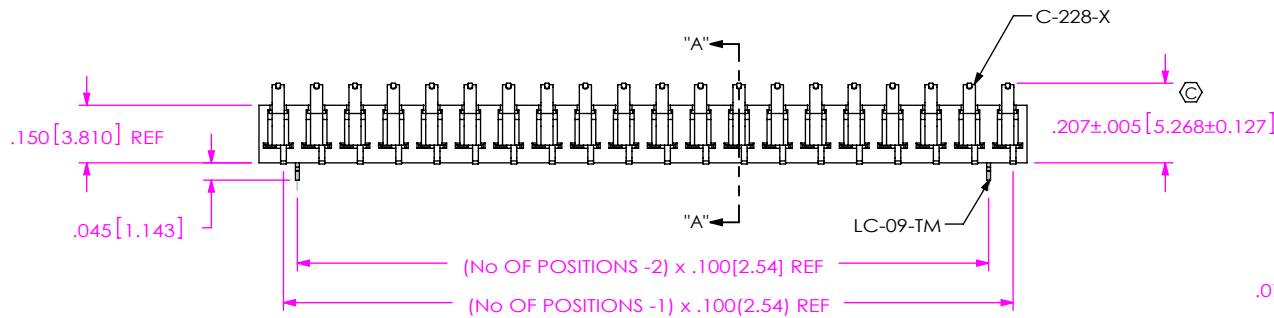 C-228-X
"A"
C
.150[3.810] REF
.207±.005[5.268±0.127]
.045[1.143]
"A"
LC-09-TM
(No OF POSITIONS -2) x .100[2.54] REF
(No OF POSITIONS -1) x .100(2.54) REF